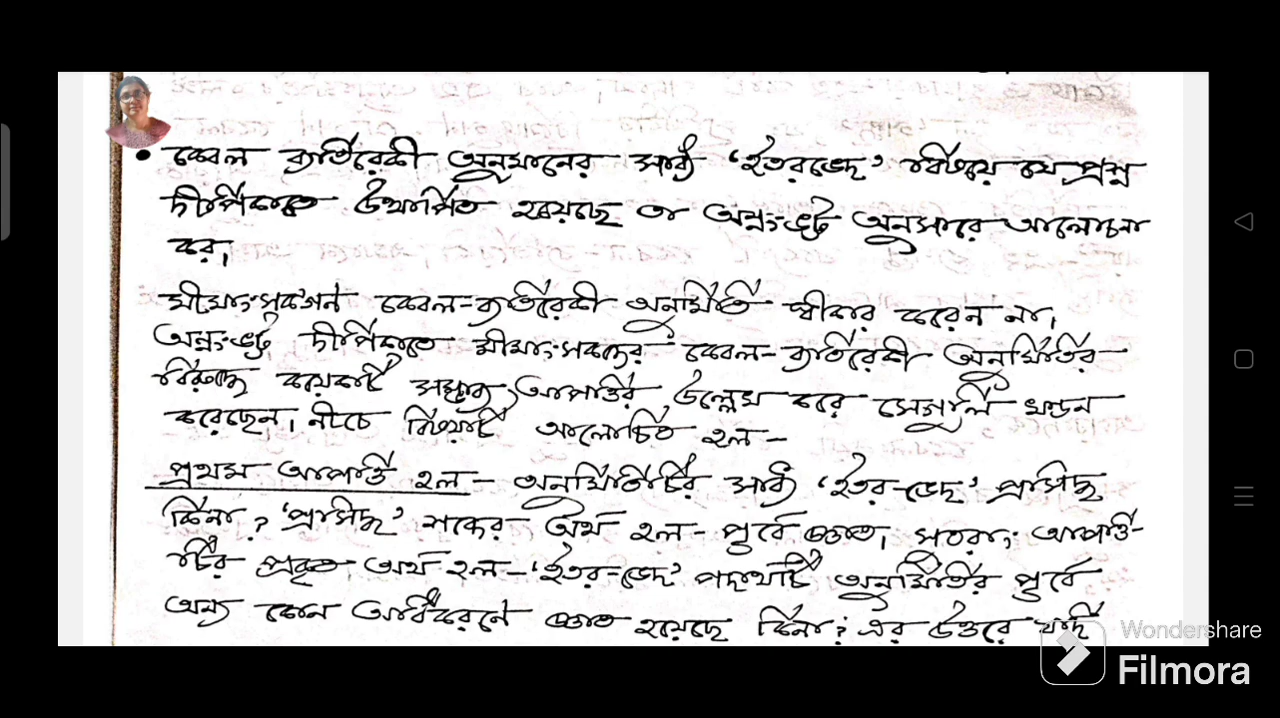 • কেবল ব্যতিরেকী অনুমানের সাধ্য 'ইতরভেদ' বিষয়ে যে প্রশ্ন
দীপিকাতে উত্থাপিত হয়েছে তা অন্নংভট্ট অনুসারে আলোচনা
কর।
মীমাংসকগণ কেবল-ব্যতিরেকী অনুমিতি স্বীকার করেন না।
অন্নংভট্ট দীপিকাতে মীমাংসকদের কেবল-ব্যতিরেকী অনুমিতির
বিরুদ্ধে কয়েকটি সম্ভাব্য আপত্তির উল্লেখ করে সেগুলি খন্ডন
করেছেন। নীচে বিষয়টি আলোচিত হল-
প্রথম আপত্তি হল- অনুমিতিটির সাধ্য 'ইতর-ভেদ' প্রসিদ্ধ
কিনা? 'প্রসিদ্ধ' শব্দের অর্থ হল- পূর্বে জ্ঞাত। সুতরাং আপত্তি-
টির প্রকৃত অর্থ হল- 'ইতর-ভেদ' পদার্থটি অনুমিতির পূর্বে
অন্য কোন অধিকরণে জ্ঞাত হয়েছে কিনা? এর উত্তরে যদি
Wondershare
Filmora